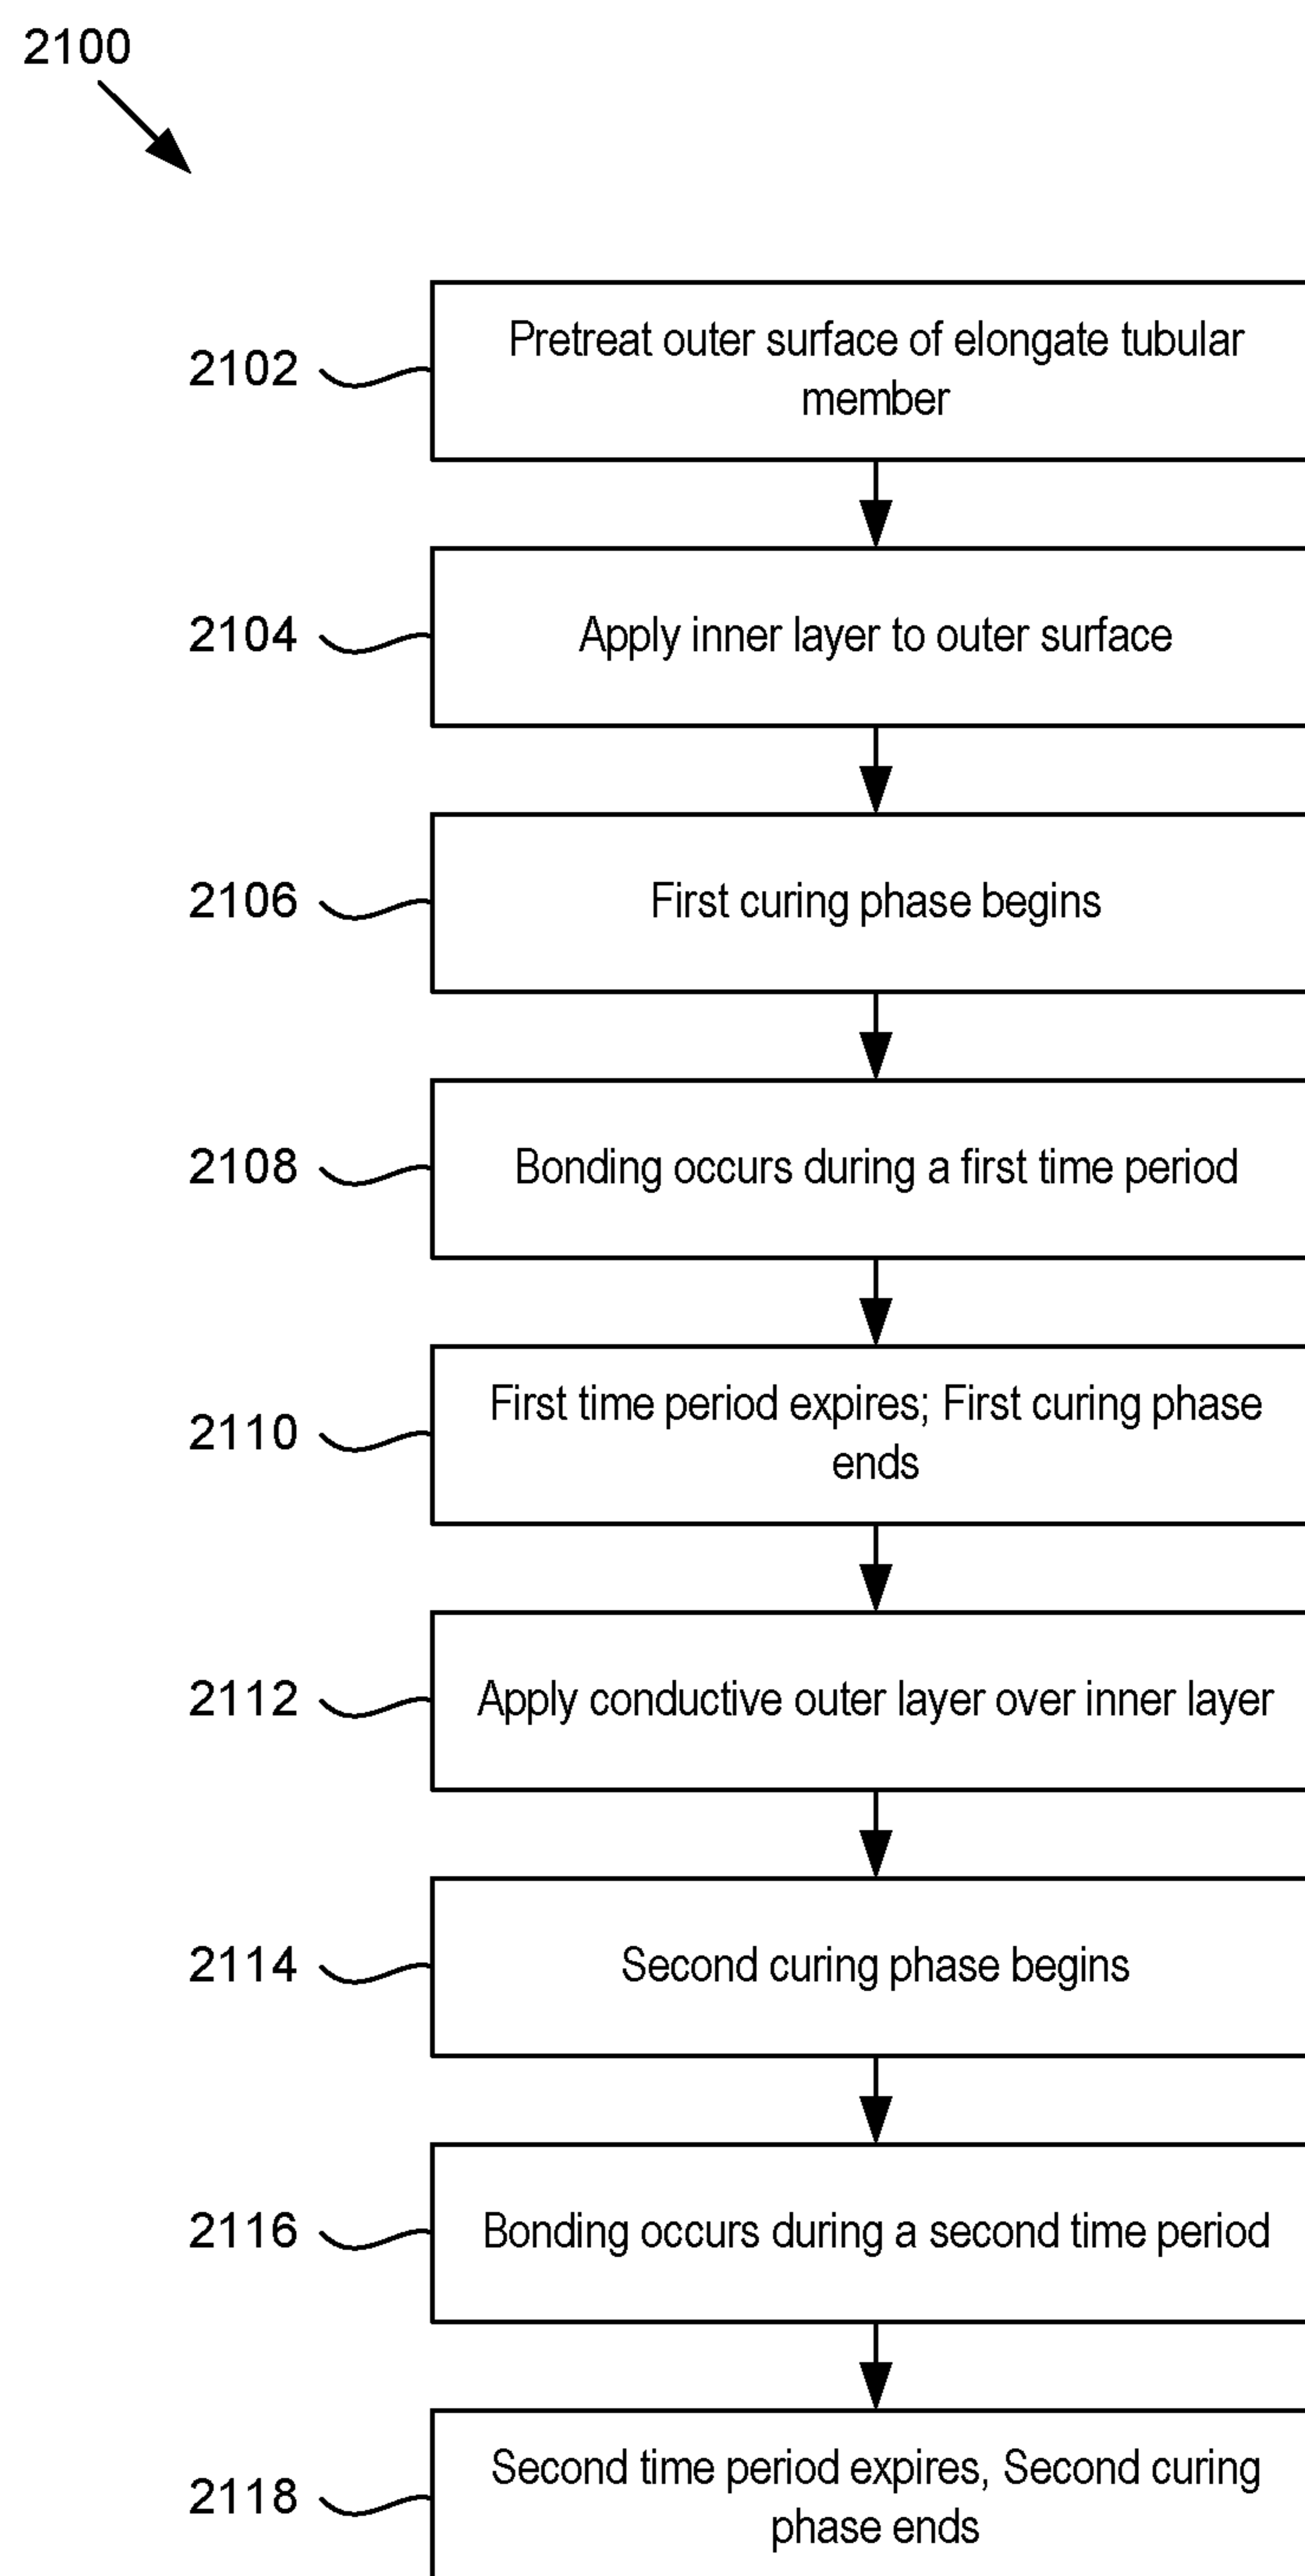 2100
2102
Pretreat outer surface of elongate tubular
member
2104
Apply inner layer to outer surface
2106
First curing phase begins
2108
Bonding occurs during a first time period
2110
First time period expires; First curing phase
ends
2112
Apply conductive outer layer over inner layer
2114
Second curing phase begins
2116
Bonding occurs during a second time period
2118
Second time period expires, Second curing
phase ends